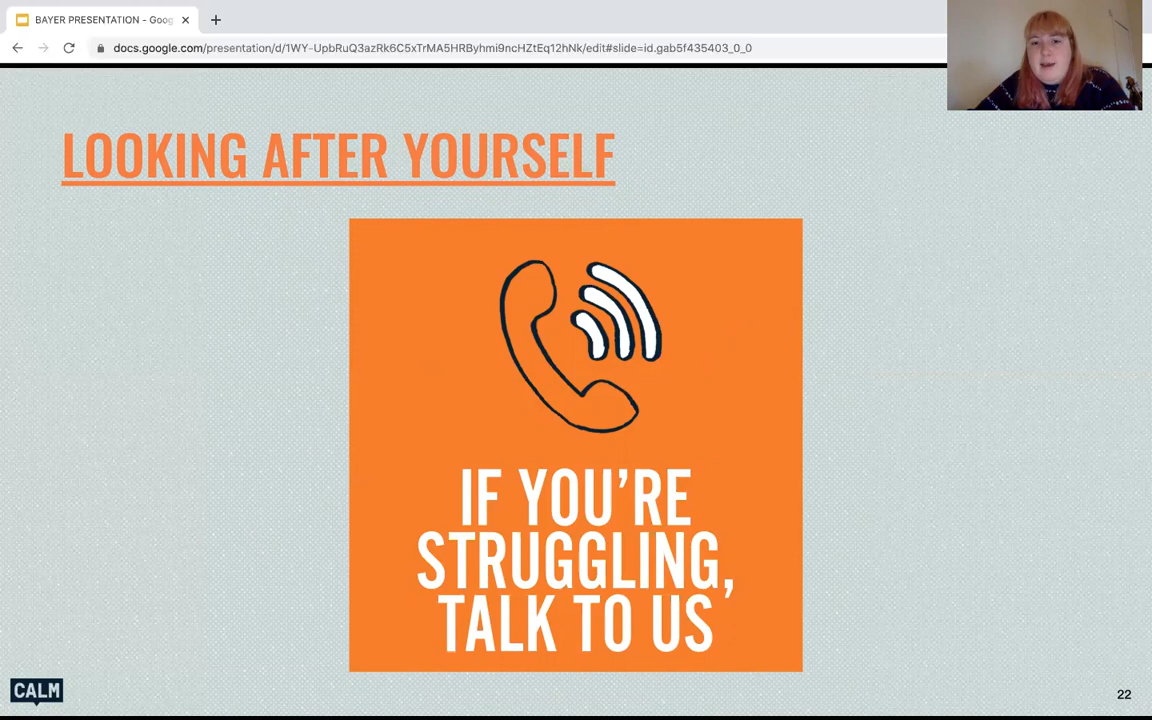 BAYER PRESENTATION - Goog
docs.google.com/presentation/d/1WY-UpbRuQ3azRk6C5xTrMA5HRByhmi9ncHZtEq12hNk/edit#slide=id.gab5f435403_0_0
LOOKING AFTER YOURSELF
IF YOU'RE
STRUGGLING,
TALK TO US
CALM
22